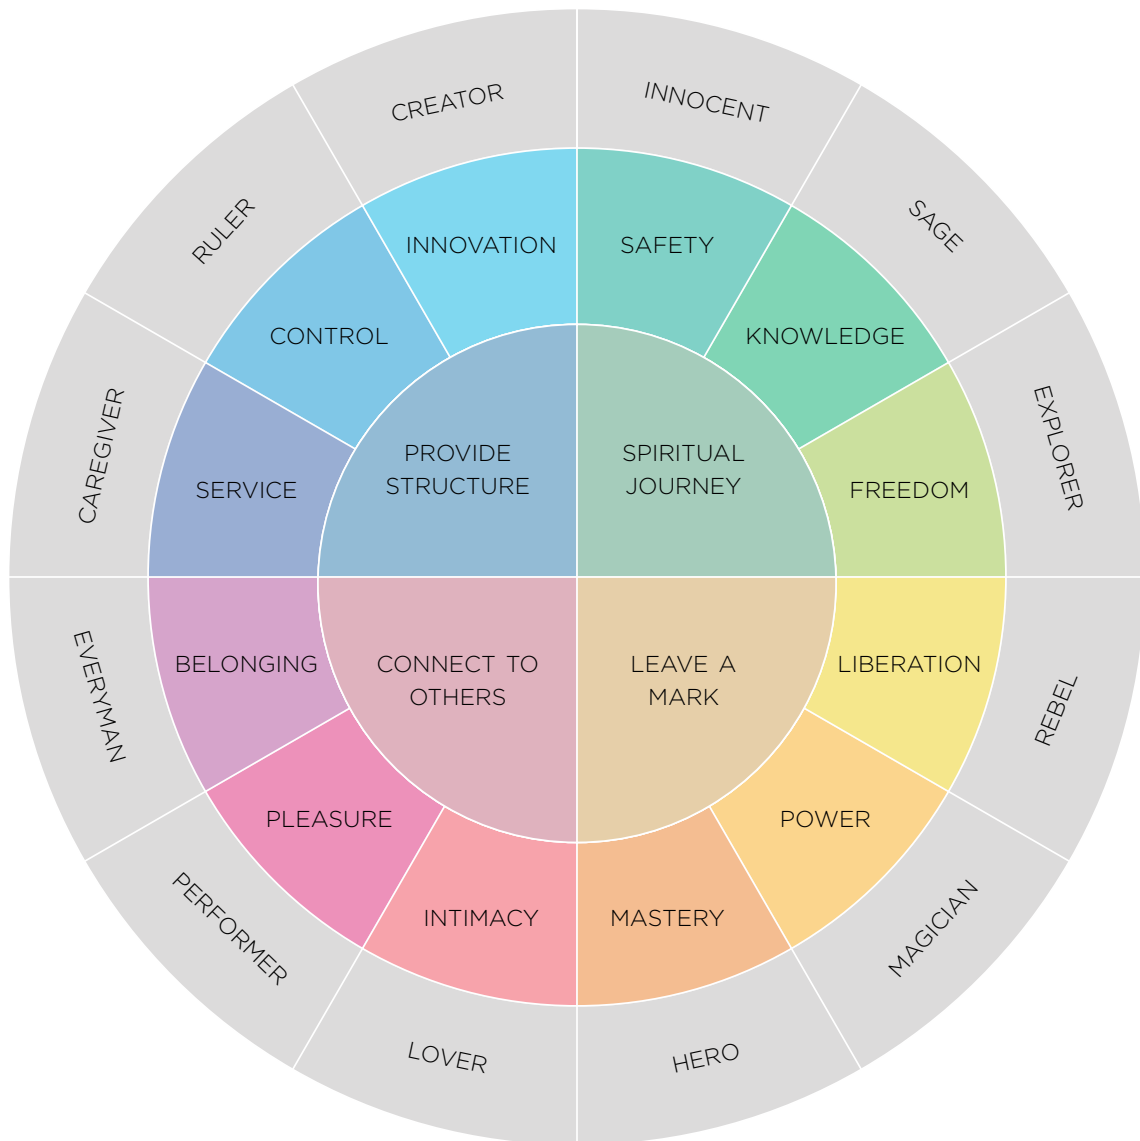 CREATOR
INNOCENT
RULER
SAGE
INNOVATION
SAFETY
CONTROL
KNOWLEDGE
CAREGIVER
EXPLORER
PROVIDE
STRUCTURE
SPIRITUAL
JOURNEY
SERVICE
FREEDOM
EVERYMAN
BELONGING
CONNECT TO
OTHERS
LEAVE A
MARK
LIBERATION
REBEL
PLEASURE
POWER
PERFORMER
INTIMACY
MASTERY
MAGICIAN
LOVER
HERO